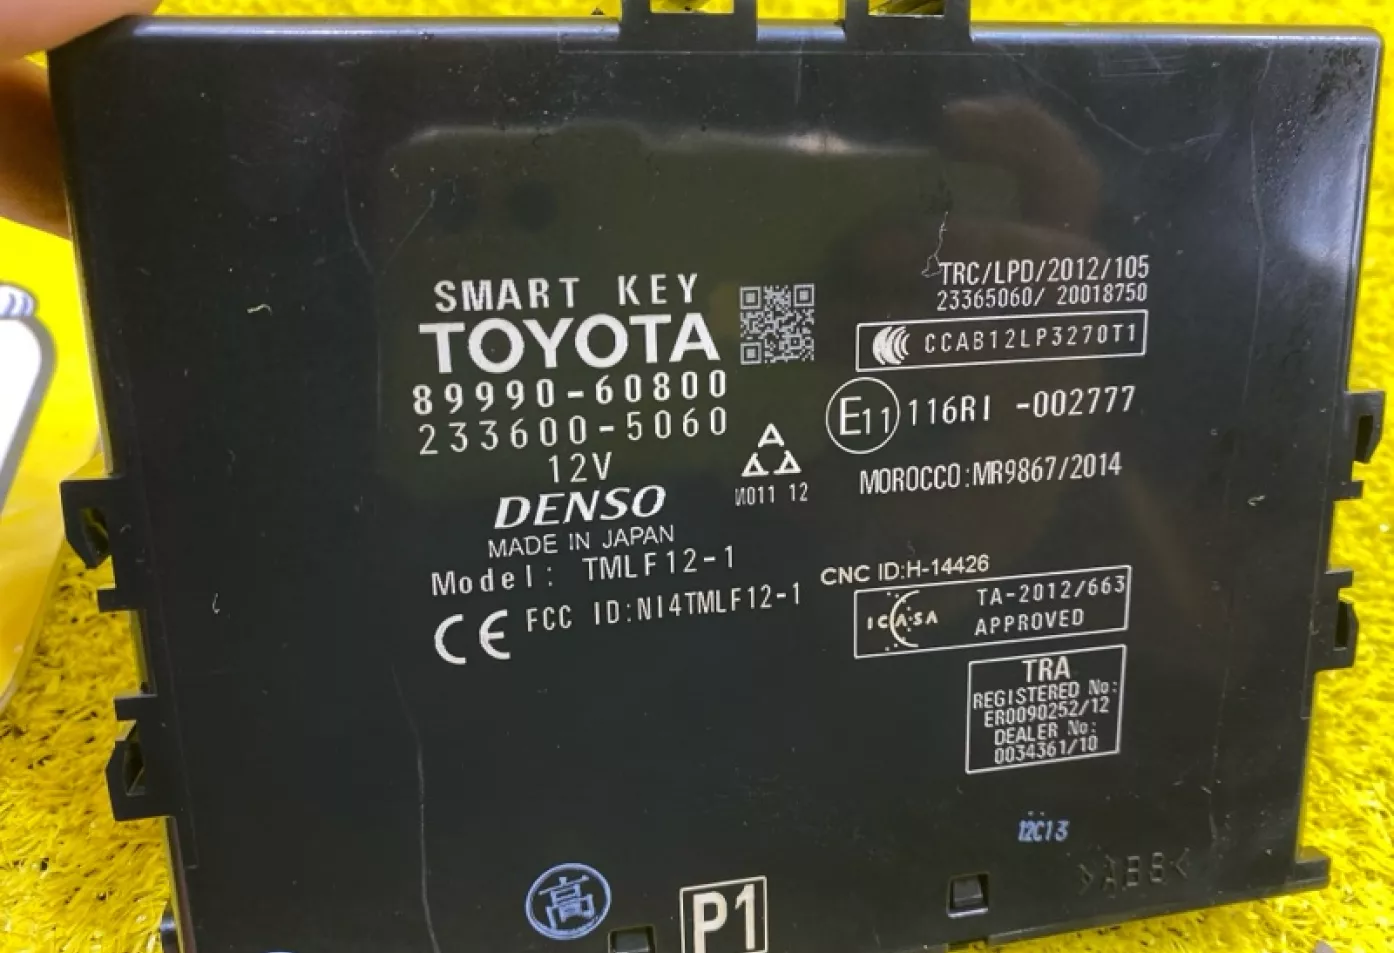 SMART KEY
TOYOTA
89990-60800
233600-5060
12V
DENSO
MADE IN JAPAN
Model: TMLF12-1
FCC ID:NI4TMLF12-1
CE
A
N011 12
TRC/LPD/2012/105
23365060/ 20018750
CCAB12LP3270T1
E11 116RI -002777
MOROCCO:MR9867/2014
CNC ID:H-14426
ICASA
TA-2012/663
APPROVED
TRA
REGISTERED No:
ER0090252/12
DEALER No:
0034361/10
12C13
高
P1